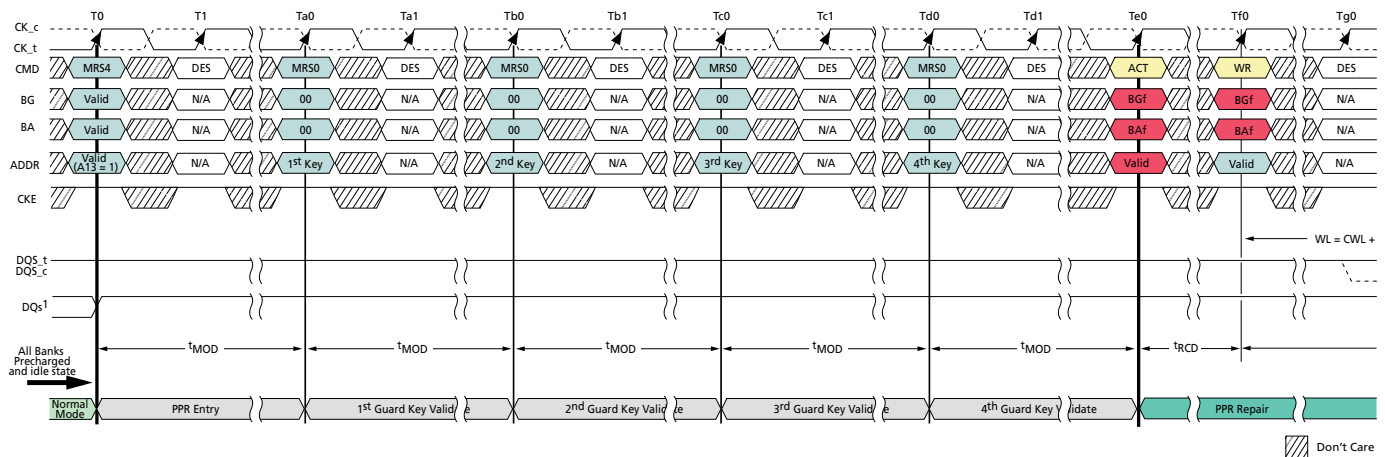 T0 T1 Ta0 Ta1 Tb0 Tb1 Tc0 Tc1 Td0 Td1 Te0 Tf0 Tg0
CK_c
CK_t
CMD MRS4 DES MRS0 DES MRS0 DES MRS0 DES MRS0 DES ACT WR DES
BG Valid N/A 00 N/A 00 N/A 00 N/A 00 N/A BGf BGf N/A
BA Valid N/A 00 N/A 00 N/A 00 N/A 00 N/A BAf BAf N/A
ADDR Valid (A13 = 1) N/A 1st Key N/A 2nd Key N/A 3rd Key N/A 4th Key N/A Valid Valid N/A
CKE
WL = CWL +
DQS_t
DQS_c
DQs1
All Banks
Precharged
and idle state
tMOD tMOD tMOD tMOD tMOD tRCD
Normal Mode PPR Entry 1st Guard Key Validate 2nd Guard Key Validate 3rd Guard Key Validate 4th Guard Key Validate PPR Repair
Don't Care